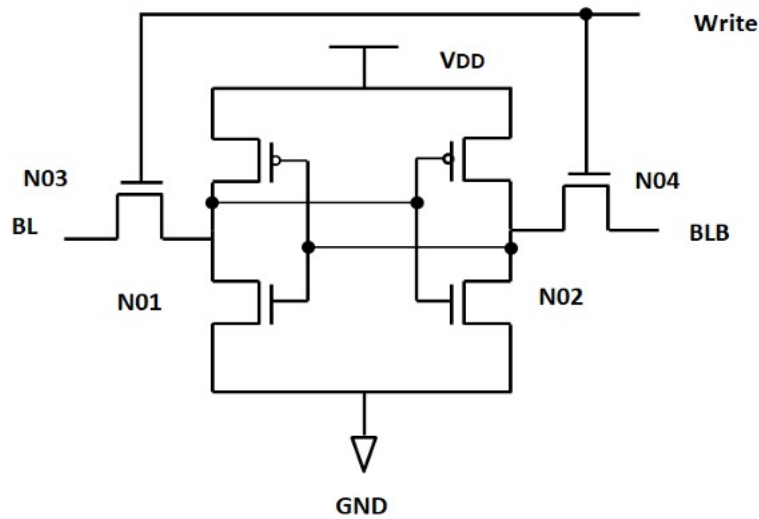 Write
VDD
N03
N04
BL
BLB
N01
N02
GND